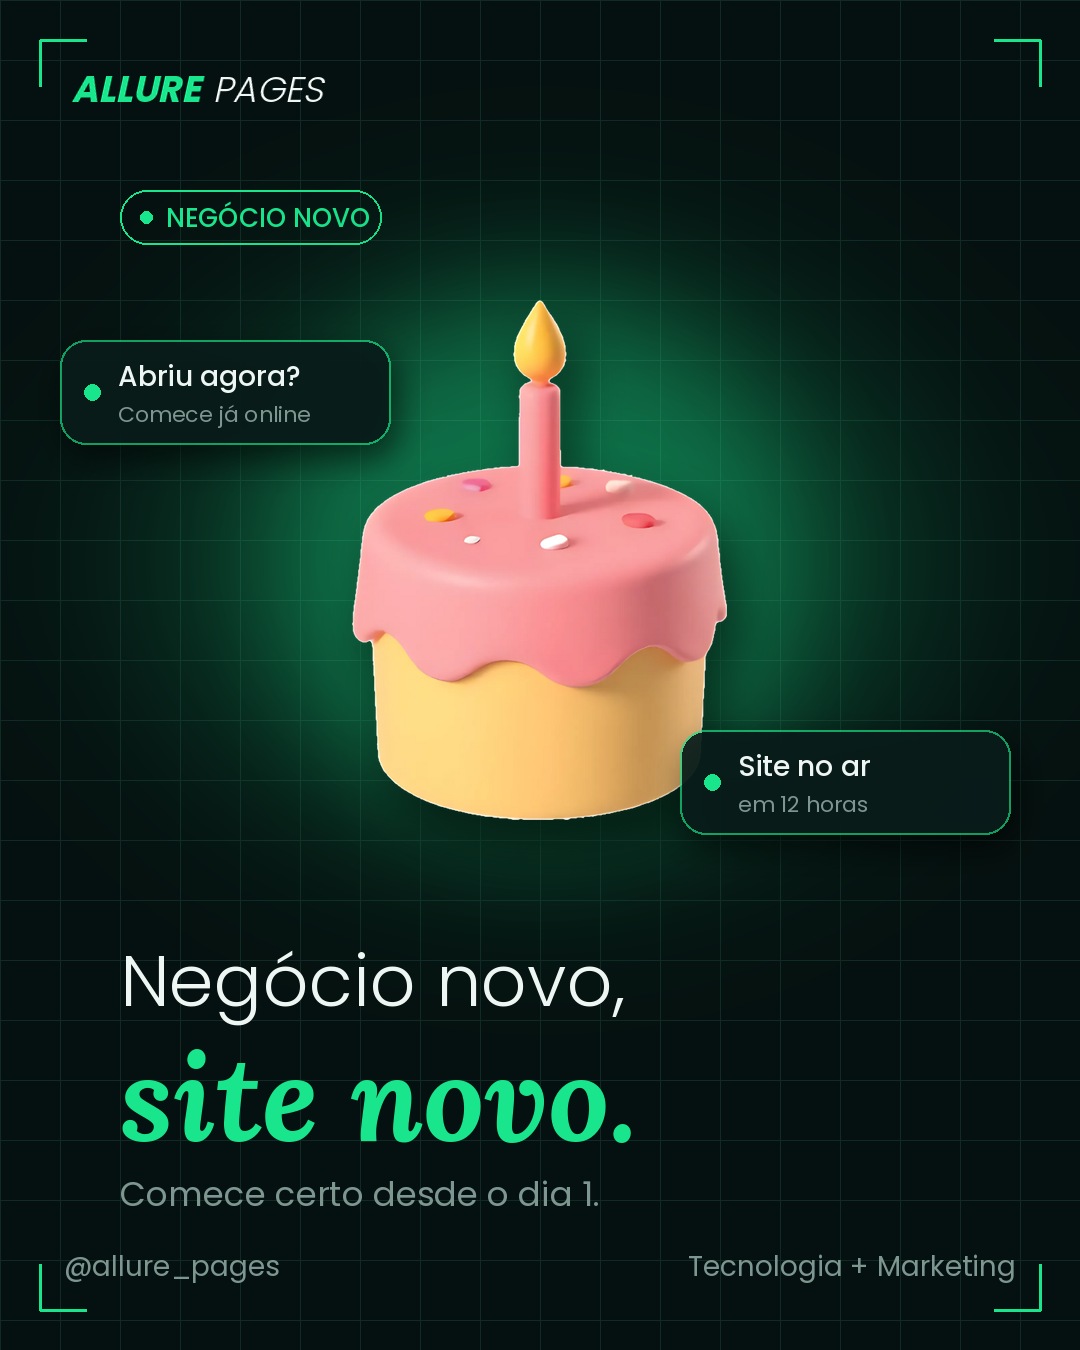 ALLURE PAGES
NEGÓCIO NOVO
Abriu agora?
Comece já online
Site no ar
em 12 horas
Negócio novo,
site novo.
Comece certo desde o dia 1.
@allure_pages
Tecnologia + Marketing